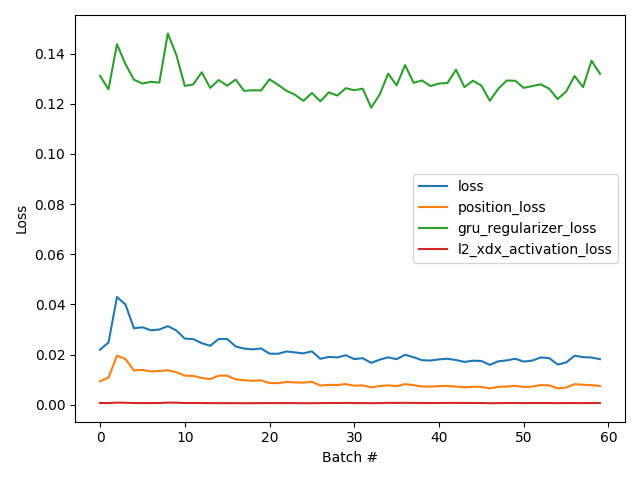 0.14
0.12
0.10
0.08
0.06
0.04
0.02
0.00
Loss
loss
position_loss
gru_regularizer_loss
l2_xdx_activation_loss
0 10 20 30 40 50 60
Batch #